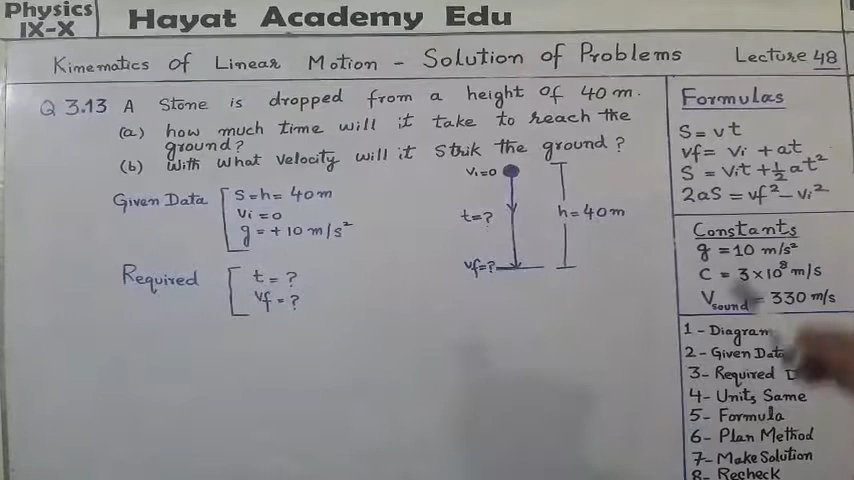 Physics
IX-X
Hayat Academy Edu
Kinematics of Linear Motion - Solution of Problems
Lecture 48
Q 3.13 A Stone is dropped from a height of 40 m.
(a) how much time will it take to reach the
ground?
(b) with what velocity will it Strik the ground?
Given Data
S=h=40m
vi=0
g=+10 m/s²
Required
t=?
vf=?
vi=0
t=?
vf=?
h=40m
Formulas
S=vt
vf=vi+at
S=vit+½at²
2aS=vf²-vi²
Constants
g=10 m/s²
C=3×10⁸ m/s
Vsound=330 m/s
1- Diagram
2- Given Data
3- Required
4- Units Same
5- Formula
6- Plan Method
7- Make Solution
8- Recheck